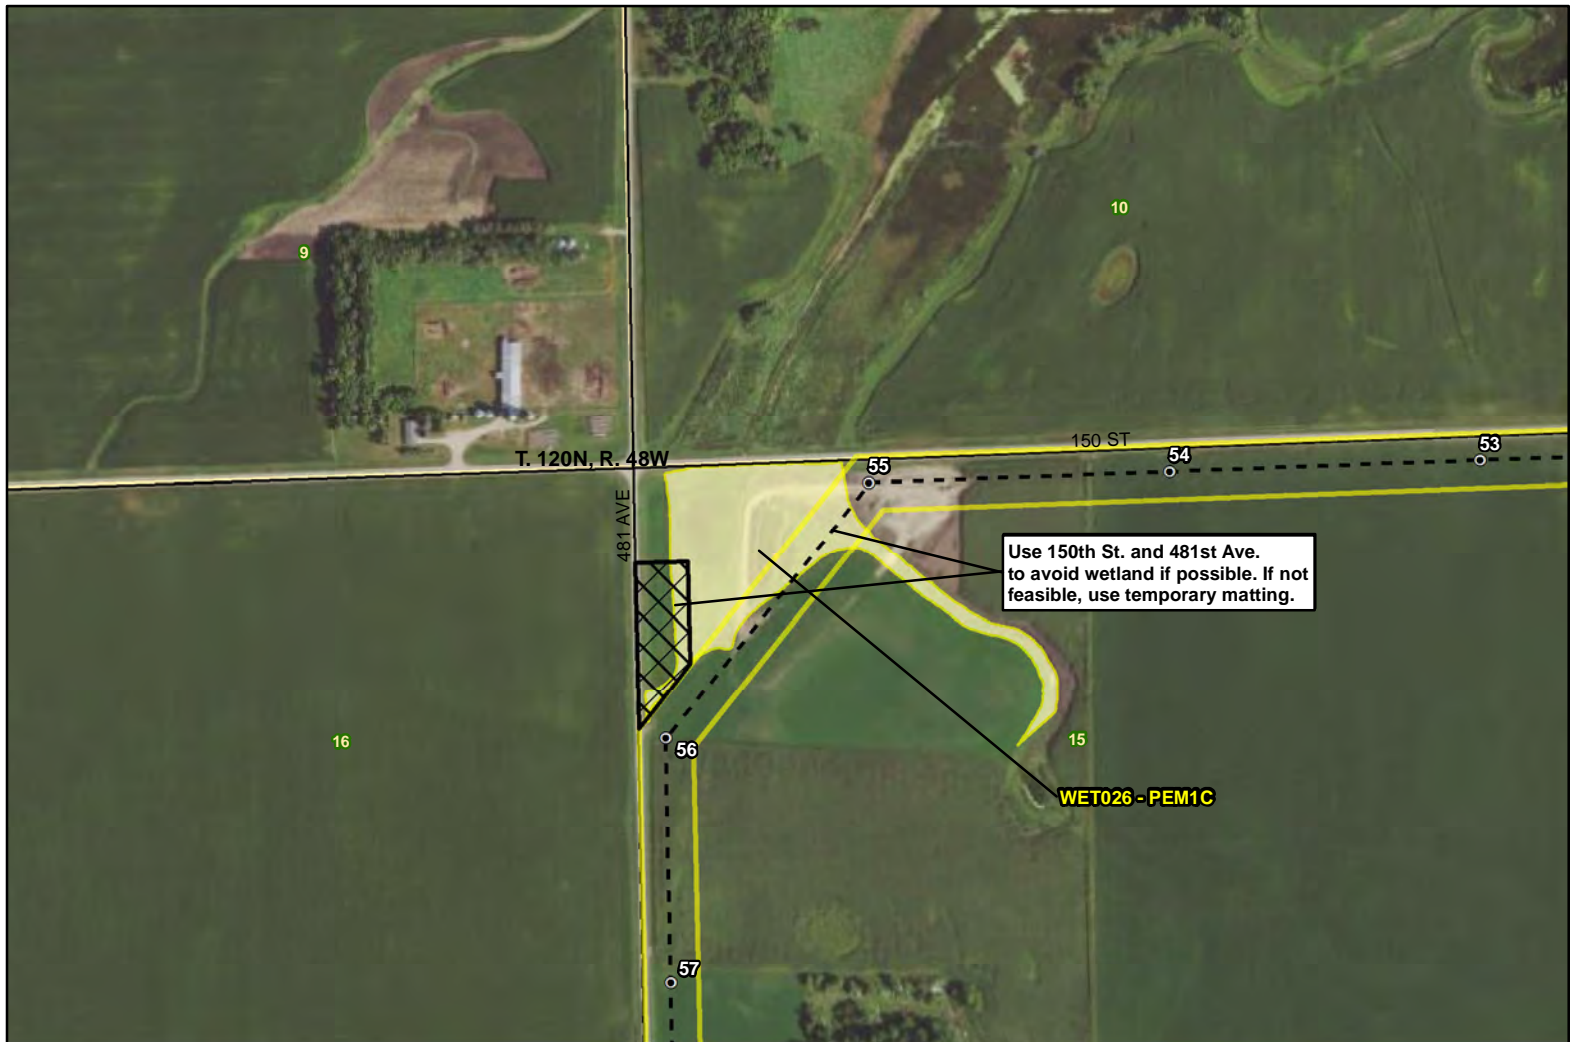 10
9
150 ST
T. 120N, R. 48W
53
54
55
481 AVE
Use 150th St. and 481st Ave.
to avoid wetland if possible. If not
feasible, use temporary matting.
16
56
15
WET026 - PEM1C
57